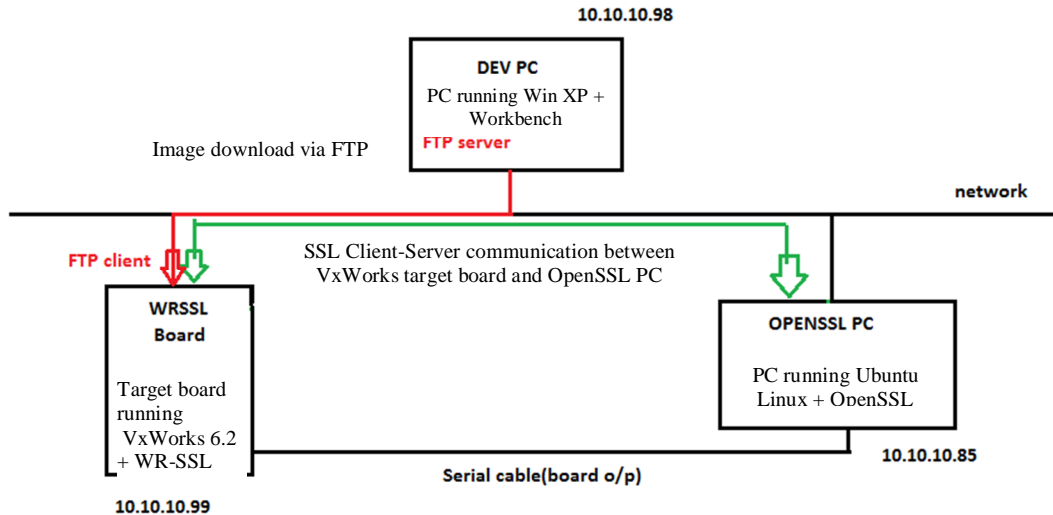 10.10.10.98
DEV PC
PC running Win XP +
Workbench
FTP server
Image download via FTP
network
FTP client
SSL Client-Server communication between
VxWorks target board and OpenSSL PC
WRSSL
Board
Target board
running
VxWorks 6.2
+ WR-SSL
OPENSSL PC
PC running Ubuntu
Linux + OpenSSL
Serial cable(board o/p)
10.10.10.85
10.10.10.99